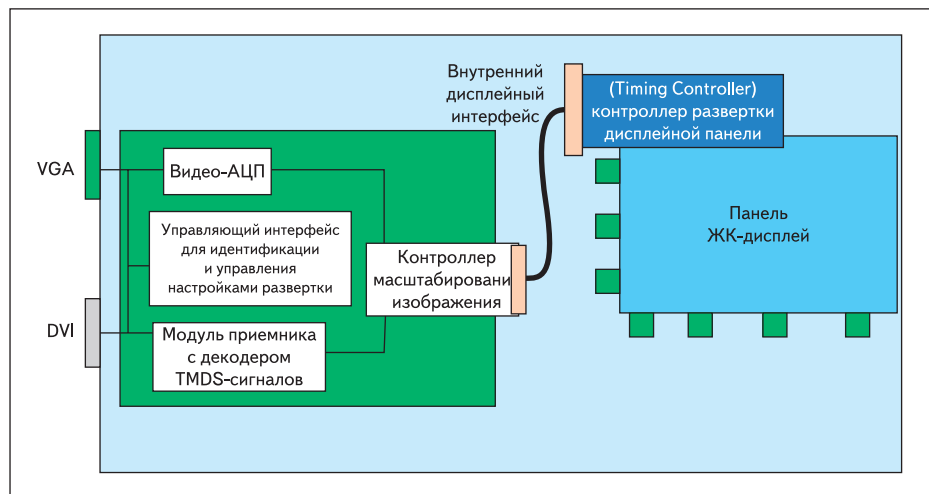 VGA
DVI
Видео-АЦП
Управляющий интерфейс
для идентификации
и управления
настройками развертки
Модуль приемника
с декодером
TMDS-сигналов
Контроллер
масштабировани
изображения
Внутренний
дисплейный
интерфейс
(Timing Controller)
контроллер развертки
дисплейной панели
Панель
ЖК-дисплей